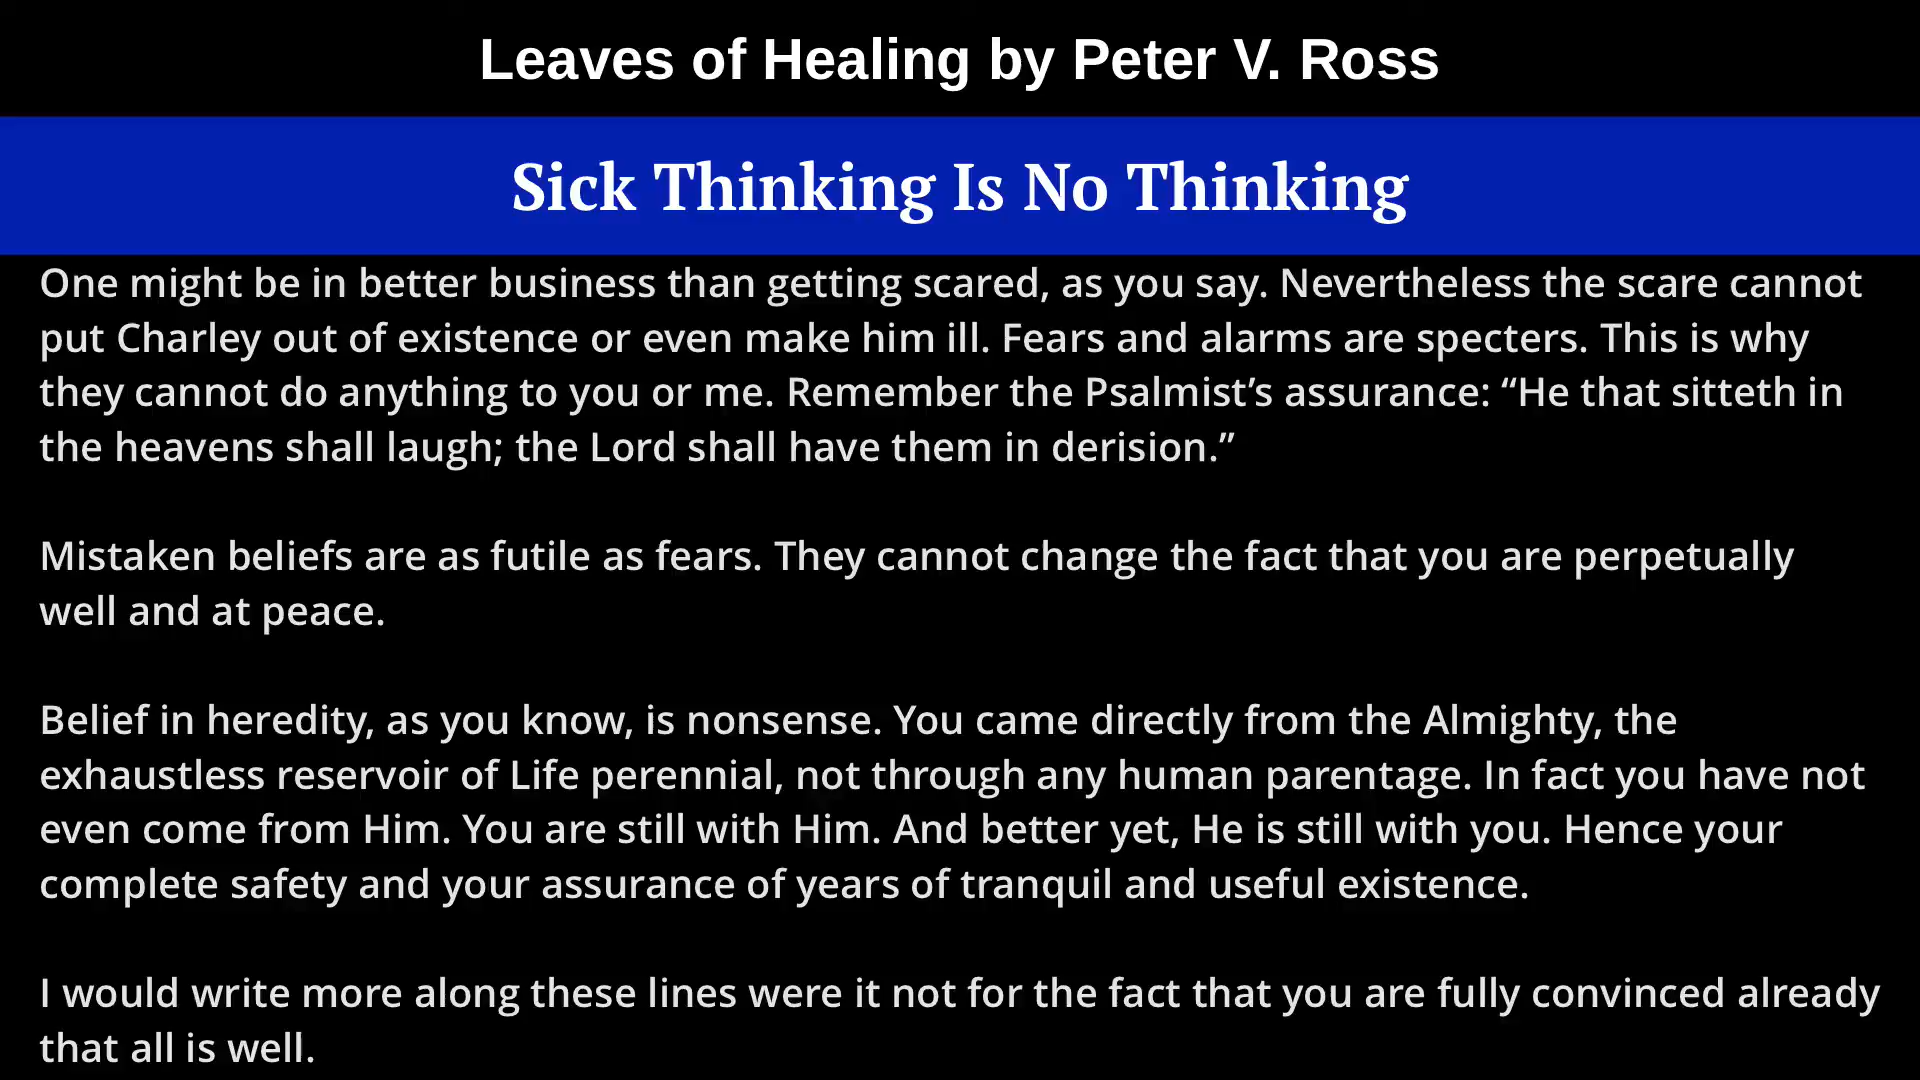 Leaves of Healing by Peter V. Ross
Sick Thinking Is No Thinking
One might be in better business than getting scared, as you say. Nevertheless the scare cannot
put Charley out of existence or even make him ill. Fears and alarms are specters. This is why
they cannot do anything to you or me. Remember the Psalmist’s assurance: “He that sitteth in
the heavens shall laugh; the Lord shall have them in derision.”
Mistaken beliefs are as futile as fears. They cannot change the fact that you are perpetually
well and at peace.
Belief in heredity, as you know, is nonsense. You came directly from the Almighty, the
exhaustless reservoir of Life perennial, not through any human parentage. In fact you have not
even come from Him. You are still with Him. And better yet, He is still with you. Hence your
complete safety and your assurance of years of tranquil and useful existence.
I would write more along these lines were it not for the fact that you are fully convinced already
that all is well.